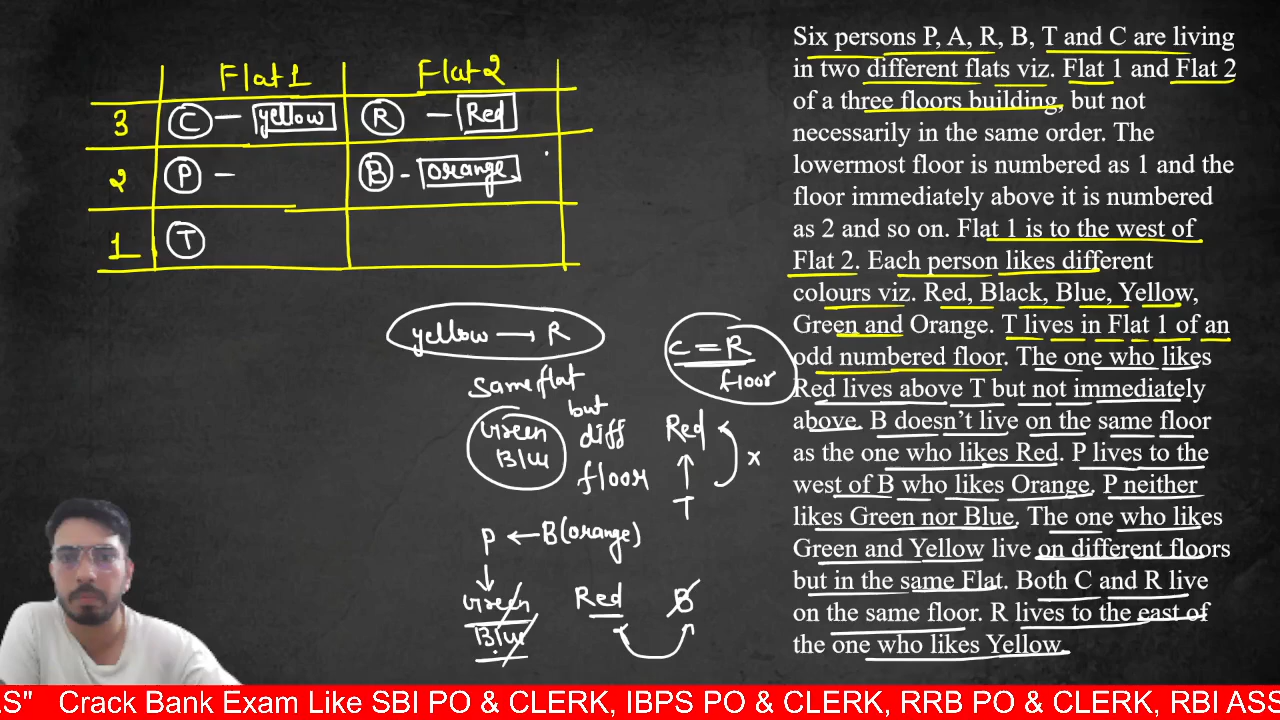 Flat1 Flat2
3 C – yellow R – Red
2 P – B - orange
1 T
yellow → R
Same flat
but
diff
floor
Green
Blue
C = R
floor
Red
↑
T
x
P ← B(orange)
↓
Green
Blue
Red B
Six persons P, A, R, B, T and C are living
in two different flats viz. Flat 1 and Flat 2
of a three floors building, but not
necessarily in the same order. The
lowermost floor is numbered as 1 and the
floor immediately above it is numbered
as 2 and so on. Flat 1 is to the west of
Flat 2. Each person likes different
colours viz. Red, Black, Blue, Yellow,
Green and Orange. T lives in Flat 1 of an
odd numbered floor. The one who likes
Red lives above T but not immediately
above. B doesn’t live on the same floor
as the one who likes Red. P lives to the
west of B who likes Orange. P neither
likes Green nor Blue. The one who likes
Green and Yellow live on different floors
but in the same Flat. Both C and R live
on the same floor. R lives to the east of
the one who likes Yellow.
LS" Crack Bank Exam Like SBI PO & CLERK, IBPS PO & CLERK, RRB PO & CLERK, RBI ASS